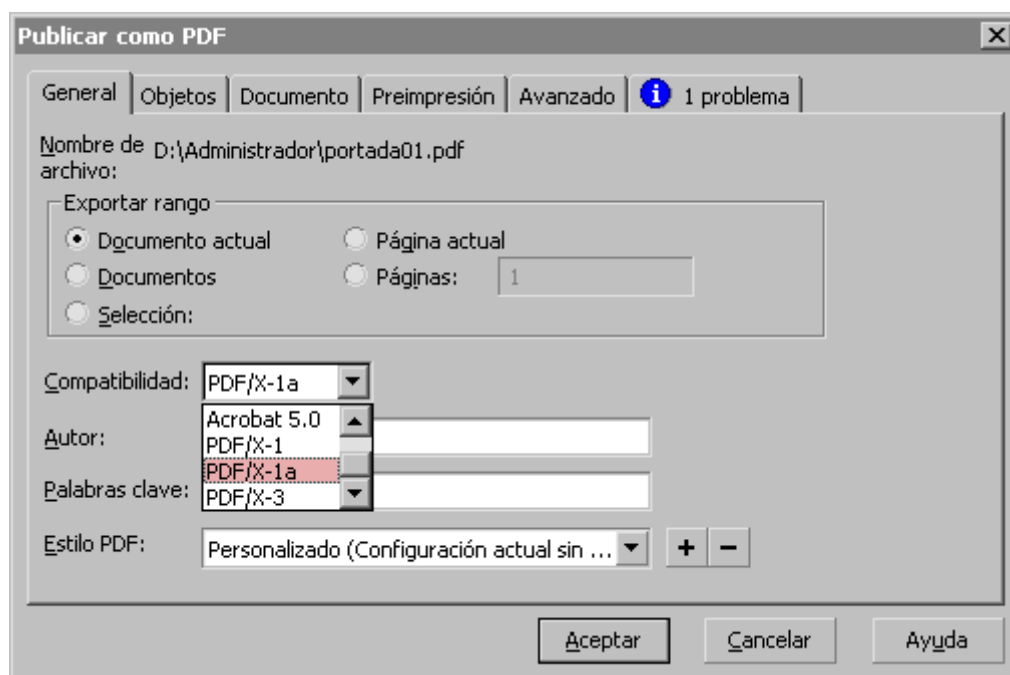 Publicar como PDF
General Objetos Documento Preimpresión Avanzado i 1 problema
Nombre de archivo: D:\Administrador\portada01.pdf
Exportar rango
Documento actual Página actual
Documentos Páginas: 1
Selección:
Compatibilidad: PDF/X-1a
Acrobat 5.0
PDF/X-1
PDF/X-1a
PDF/X-3
Autor:
Palabras clave:
Estilo PDF: Personalizado (Configuración actual sin ... + −
Aceptar Cancelar Ayuda